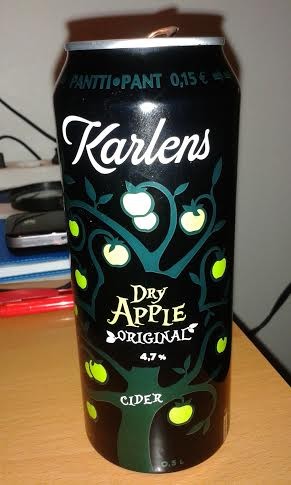 PANTTI•PANT 0,15 €
Karlens
DRY
APPLE
ORIGINAL
4,7 %
CIDER
0,5 L